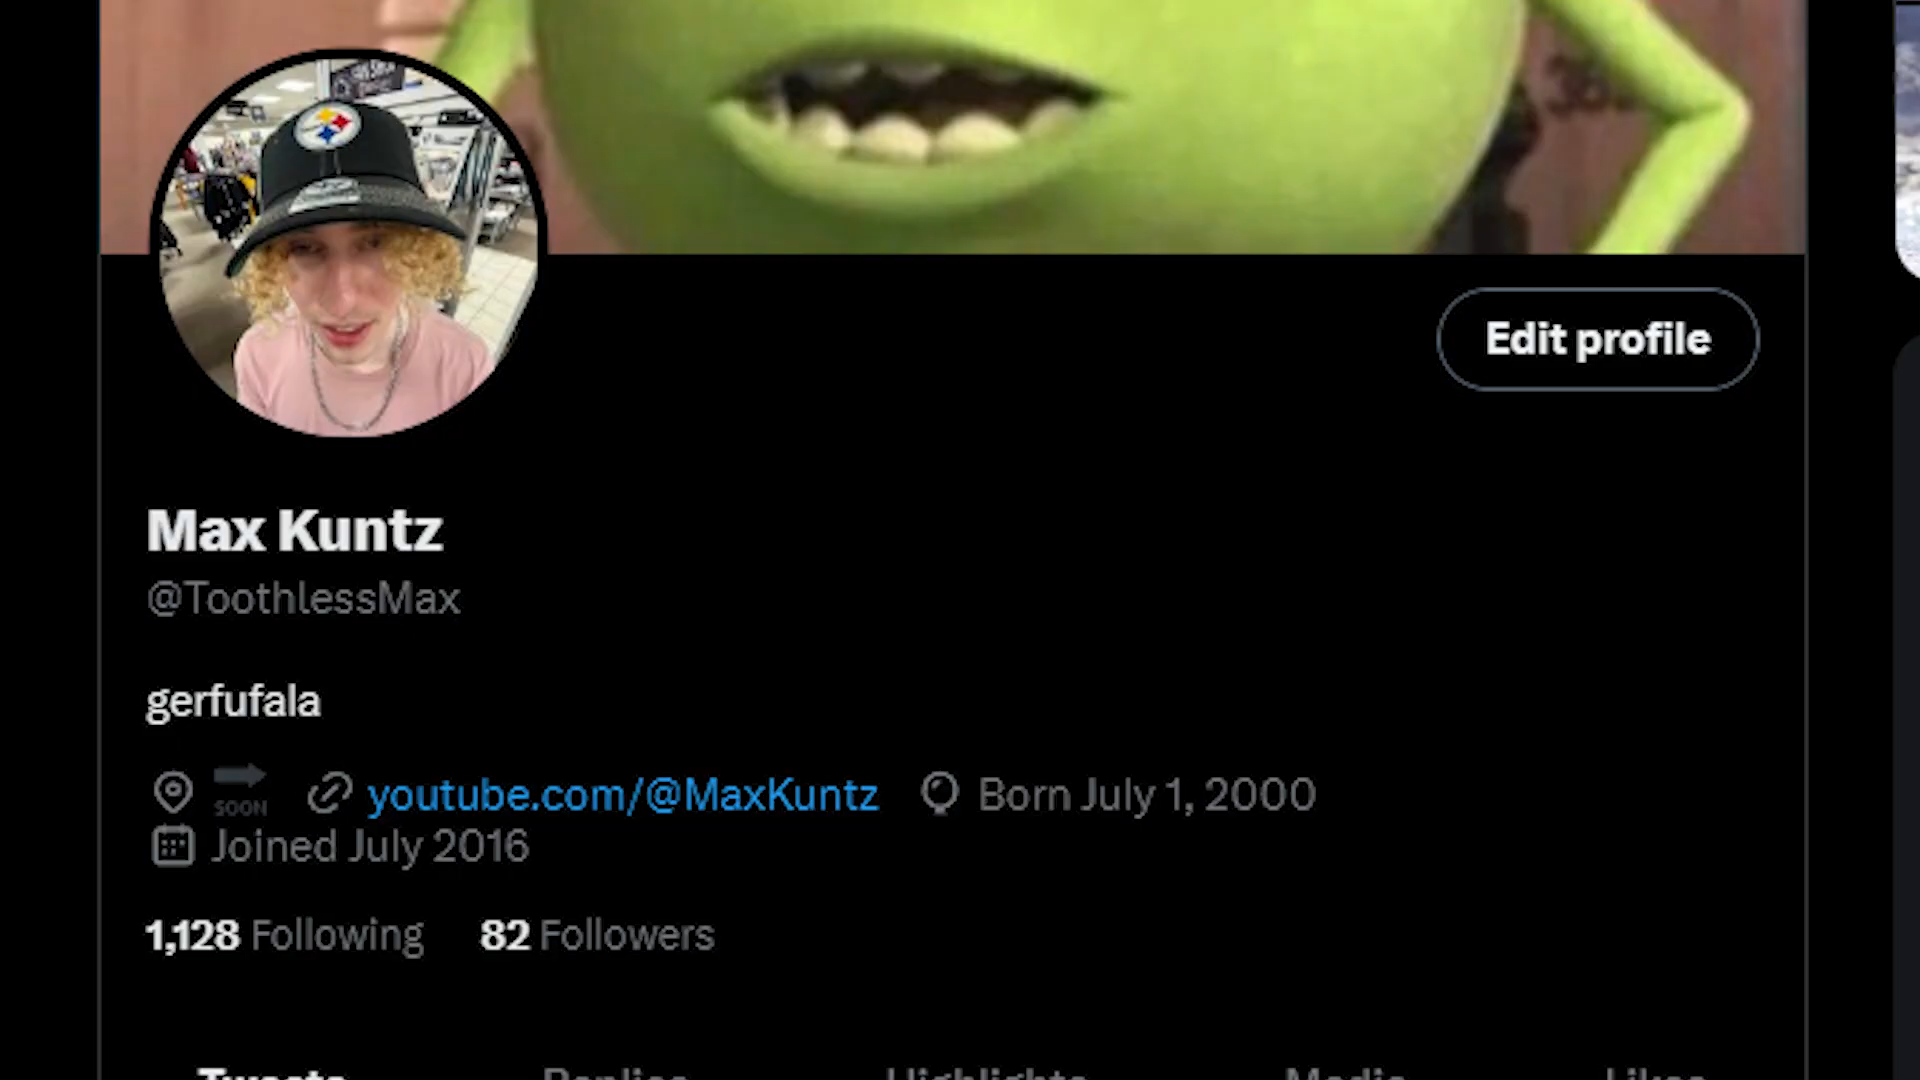 Edit profile
Max Kuntz
@ToothlessMax
gerfufala
SOON youtube.com/@MaxKuntz Born July 1, 2000
Joined July 2016
1,128 Following 82 Followers
Tweets Replies Highlights Media Likes